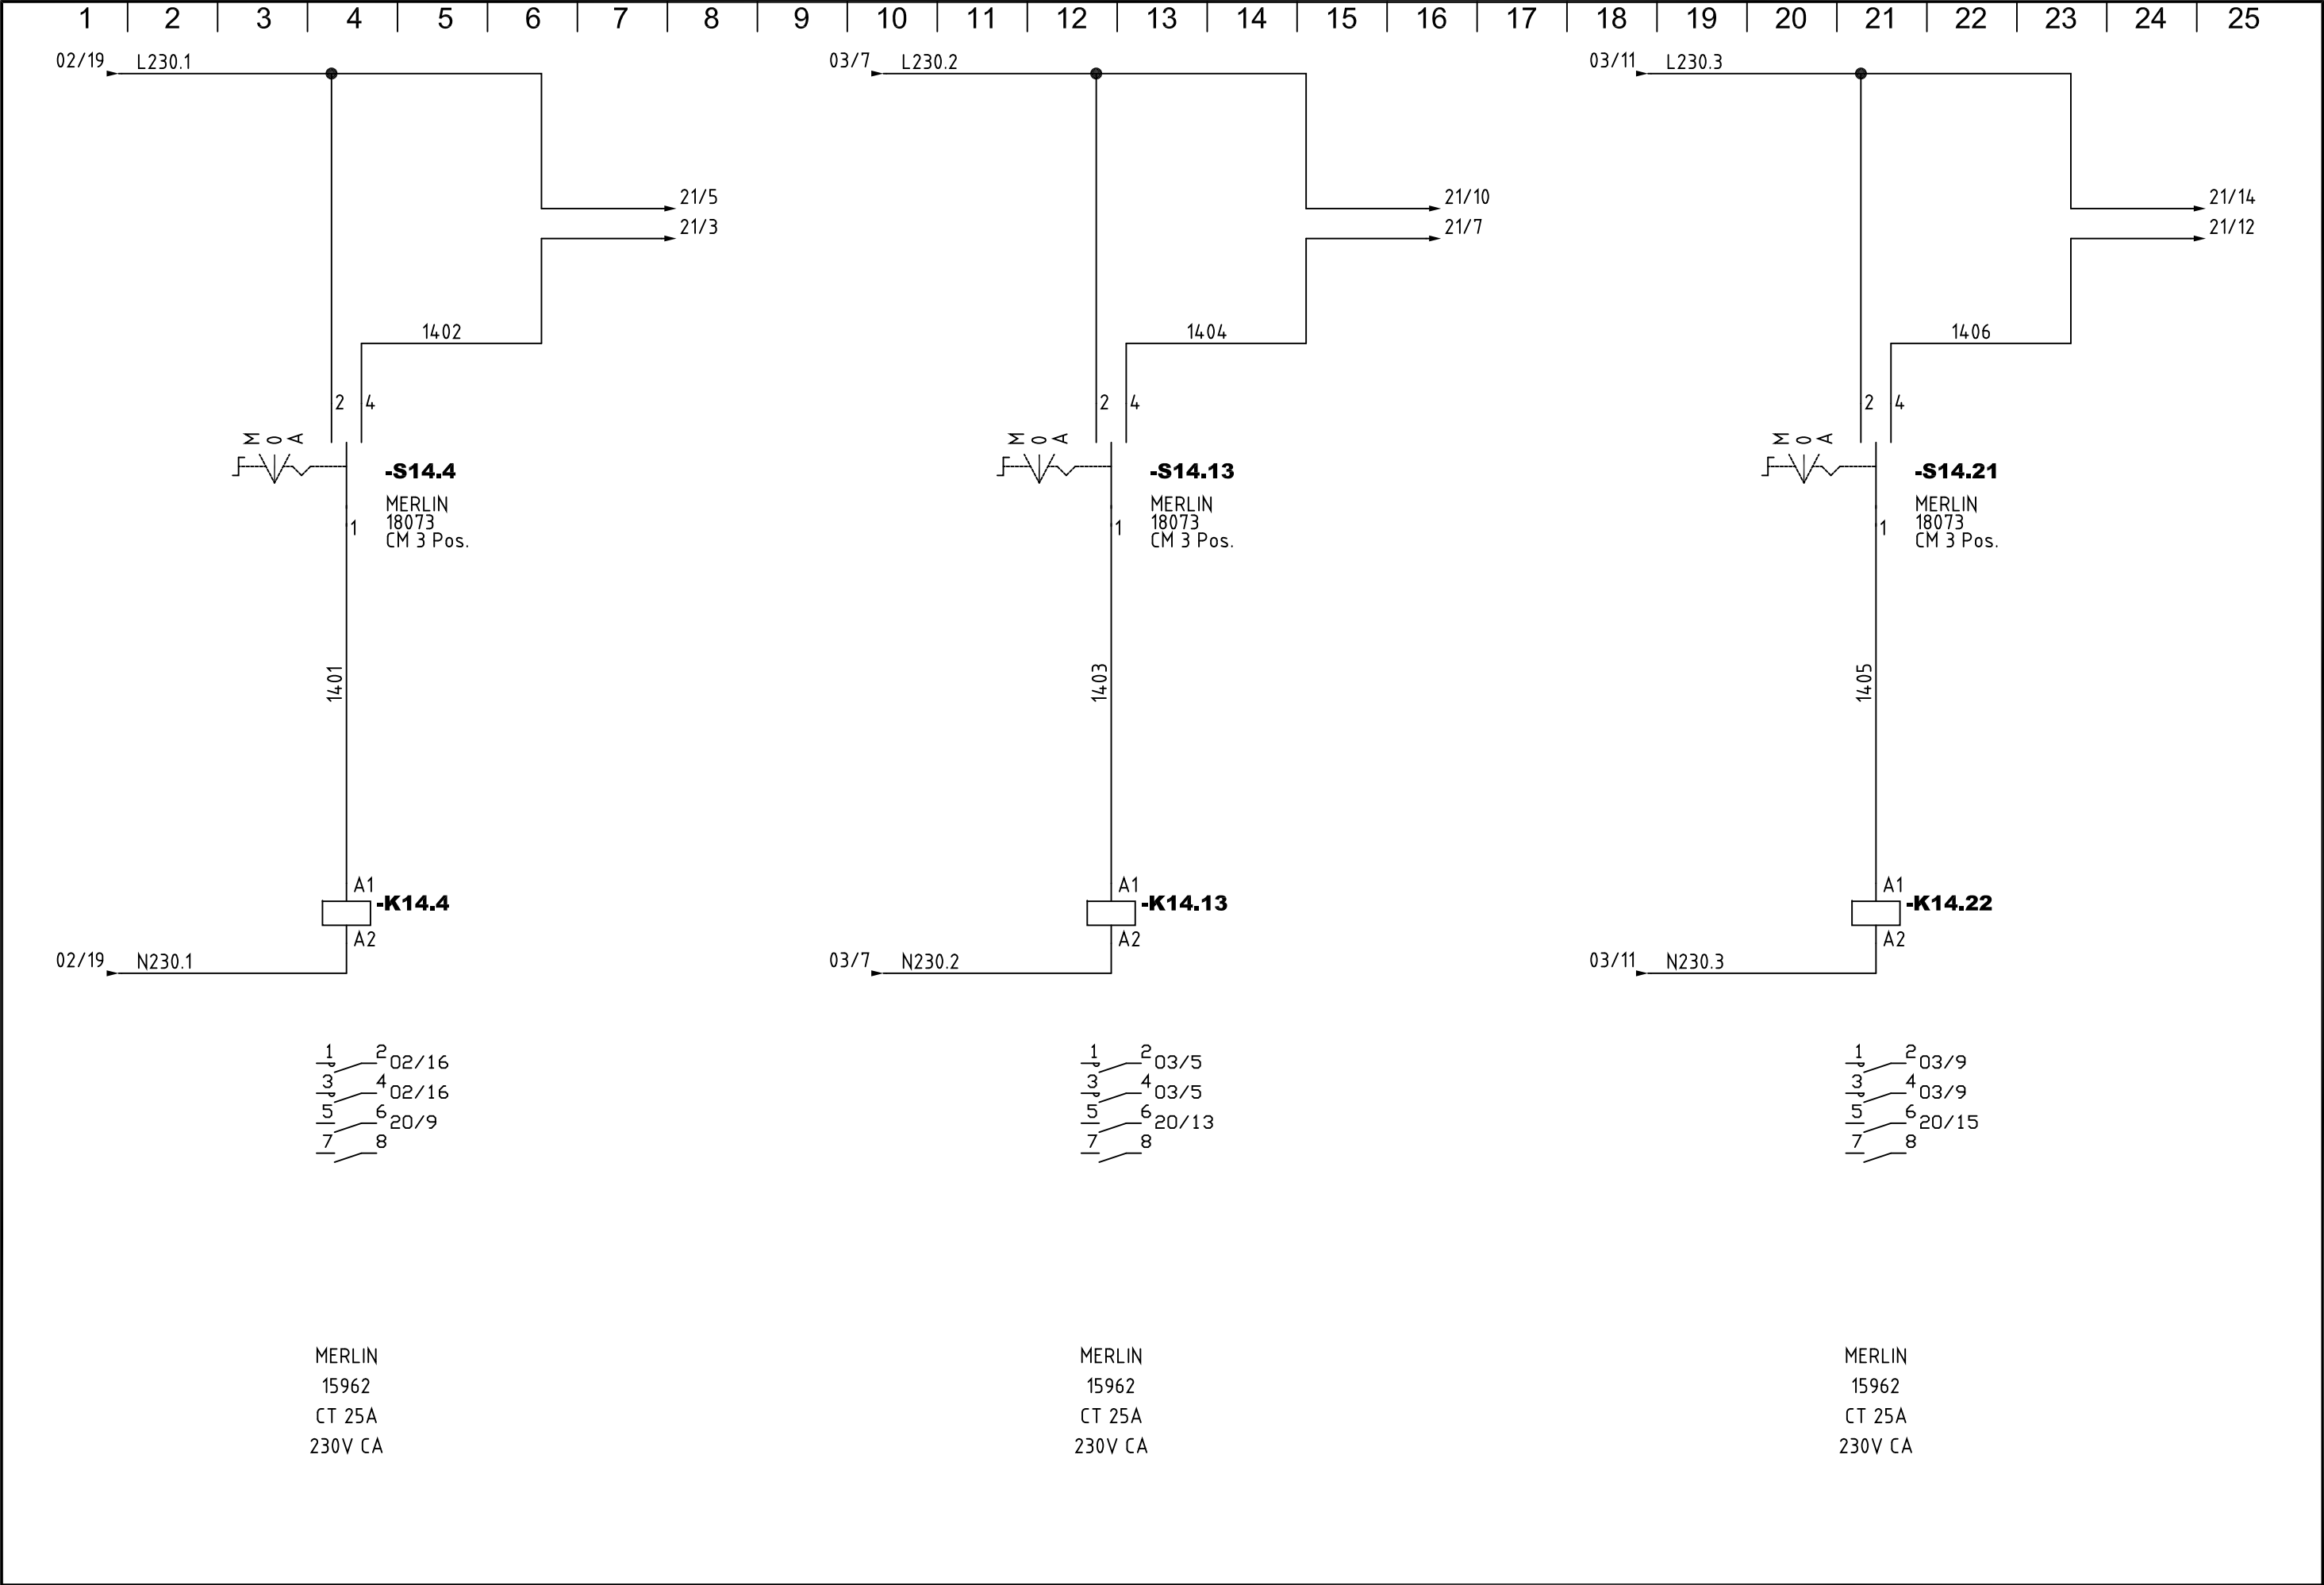 1 2 3 4 5 6 7 8 9 10 11 12 13 14 15 16 17 18 19 20 21 22 23 24 25
02/19 L230.1 03/7 L230.2 03/11 L230.3
21/5 21/10 21/14
21/3 21/7 21/12
1402 1404 1406
2 4 2 4 2 4
M O A M O A M O A
-S14.4 -S14.13 -S14.21
MERLIN MERLIN MERLIN
18073 18073 18073
CM 3 Pos. CM 3 Pos. CM 3 Pos.
1 1 1
1401 1403 1405
A1 A1 A1
-K14.4 -K14.13 -K14.22
A2 A2 A2
02/19 N230.1 03/7 N230.2 03/11 N230.3
1 2 02/16 1 2 03/5 1 2 03/9
3 4 02/16 3 4 03/5 3 4 03/9
5 6 20/9 5 6 20/13 5 6 20/15
7 8 7 8 7 8
MERLIN MERLIN MERLIN
15962 15962 15962
CT 25A CT 25A CT 25A
230V CA 230V CA 230V CA